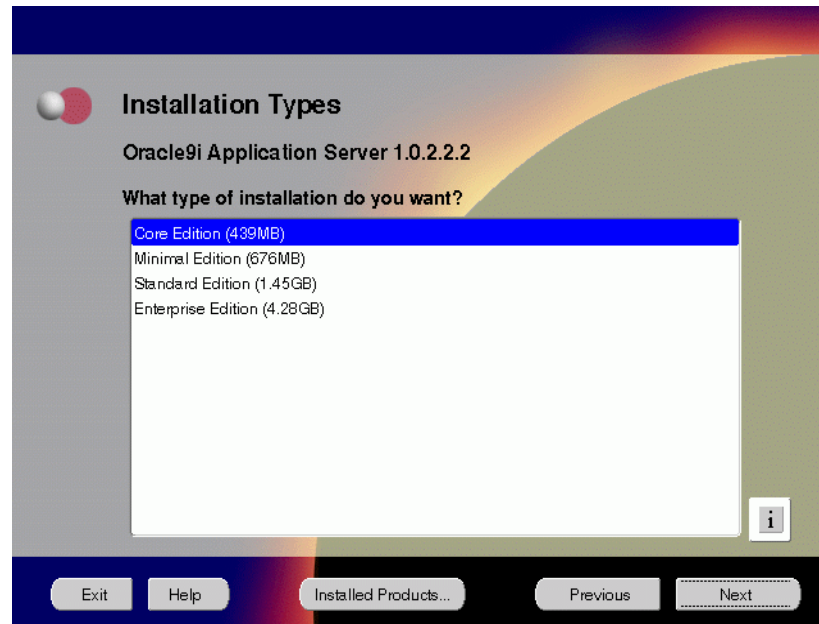 Installation Types
Oracle9i Application Server 1.0.2.2.2
What type of installation do you want?
Core Edition (439MB)
Minimal Edition (676MB)
Standard Edition (1.45GB)
Enterprise Edition (4.28GB)
i
Exit Help Installed Products... Previous Next